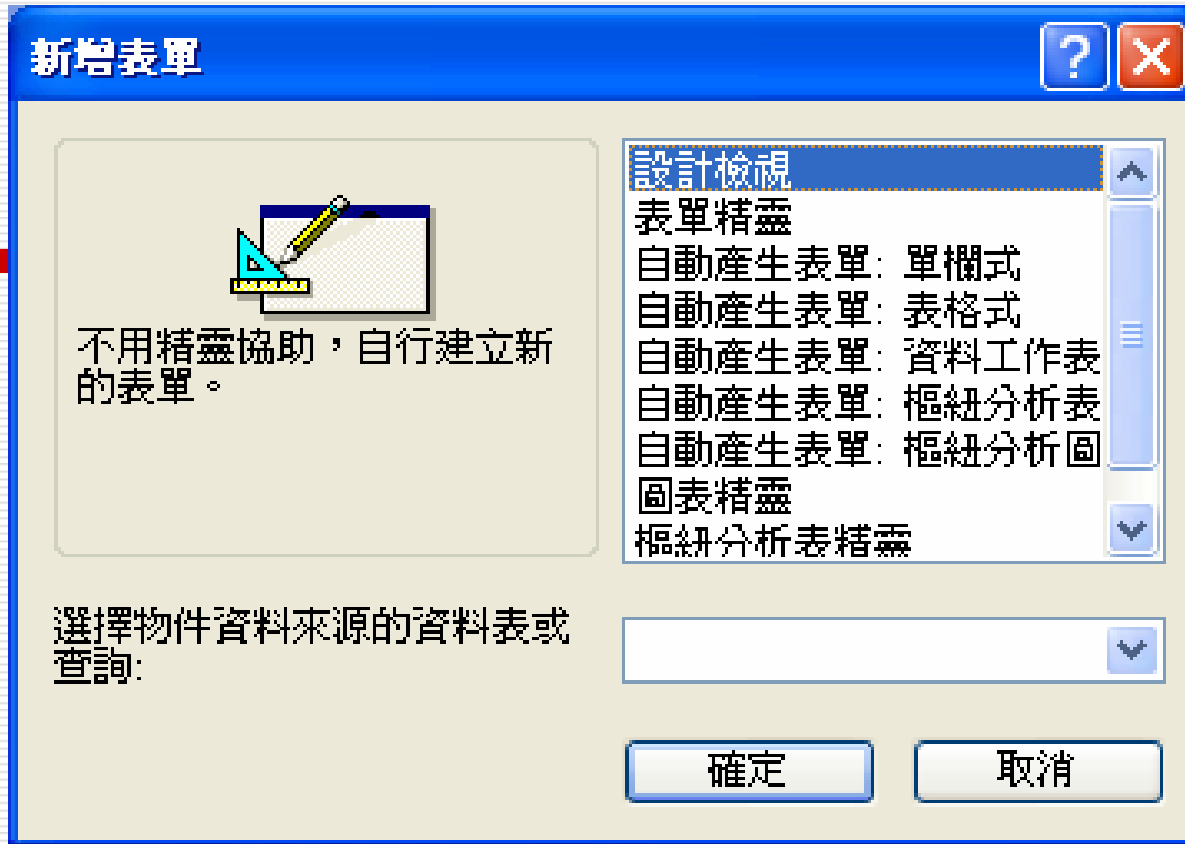 新增表單
設計檢視
表單精靈
自動產生表單: 單欄式
自動產生表單: 表格式
自動產生表單: 資料工作表
自動產生表單: 樞紐分析表
自動產生表單: 樞紐分析圖
圖表精靈
樞紐分析表精靈
不用精靈協助，自行建立新
的表單。
選擇物件資料來源的資料表或
查詢:
確定
取消